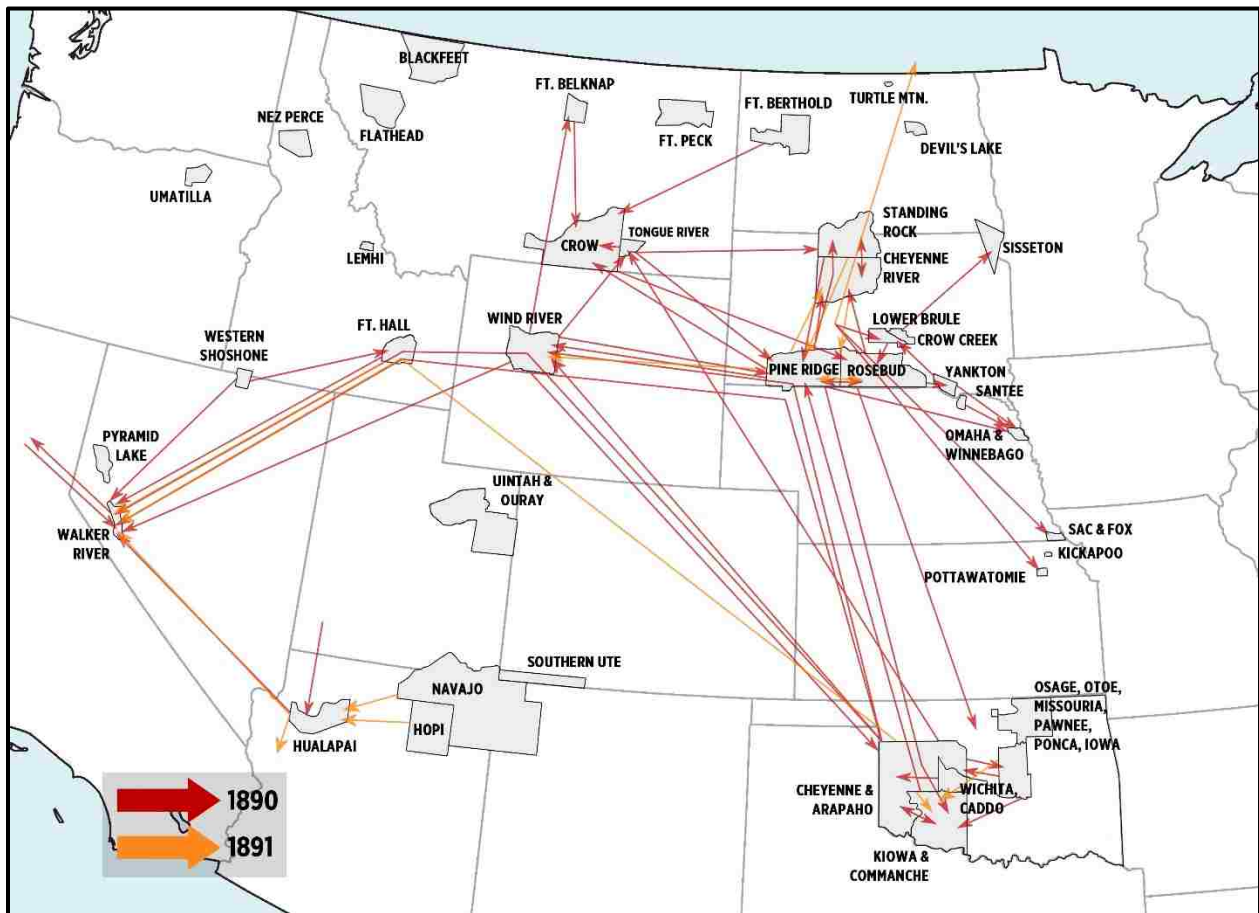 BLACKFEET
FT. BELKNAP
FT. BERTHOLD
TURTLE MTN.
NEZ PERCE
FLATHEAD
FT. PECK
DEVIL'S LAKE
UMATILLA
STANDING
ROCK
CROW
TONGUE RIVER
SISSETON
LEMHI
CHEYENNE
RIVER
FT. HALL
WIND RIVER
LOWER BRULE
CROW CREEK
WESTERN
SHOSHONE
PINE RIDGE
ROSEBUD
YANKTON
SANTEE
PYRAMID
LAKE
OMAHA &
WINNEBAGO
UINTAH &
OURAY
WALKER
RIVER
SAC & FOX
KICKAPOO
POTTAWATOMIE
SOUTHERN UTE
NAVAJO
HOPI
HUALAPAI
OSAGE, OTOE,
MISSOURIA,
PAWNEE,
PONCA, IOWA
CHEYENNE &
ARAPAHO
WICHITA,
CADDO
KIOWA &
COMMANCHE
1890
1891